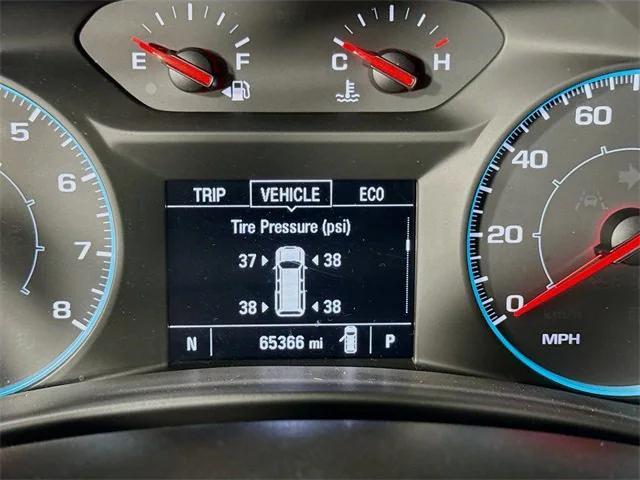 E F
C H
5
6
7
8
TRIP VEHICLE ECO
Tire Pressure (psi)
37 38
38 38
N 65366 mi P
60
40
20
0
km/h
MPH